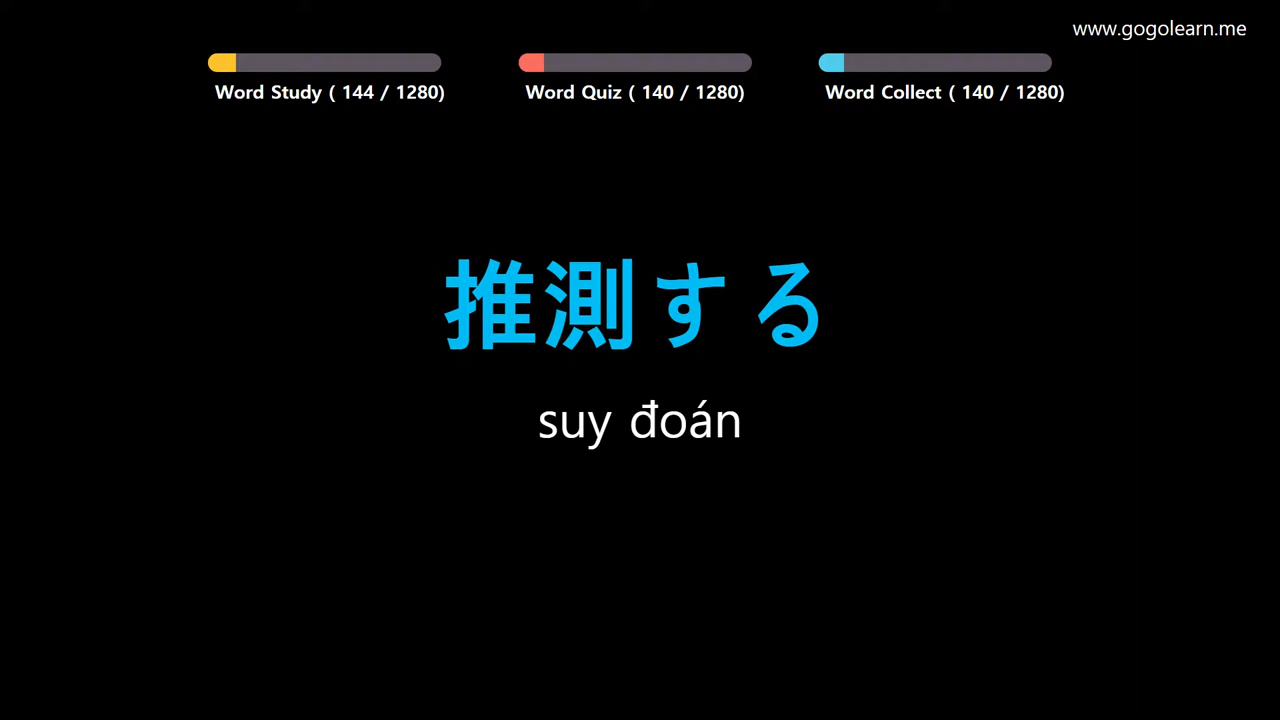 www.gogolearn.me
Word Study ( 144 / 1280)
Word Quiz ( 140 / 1280)
Word Collect ( 140 / 1280)
推測する
suy đoán